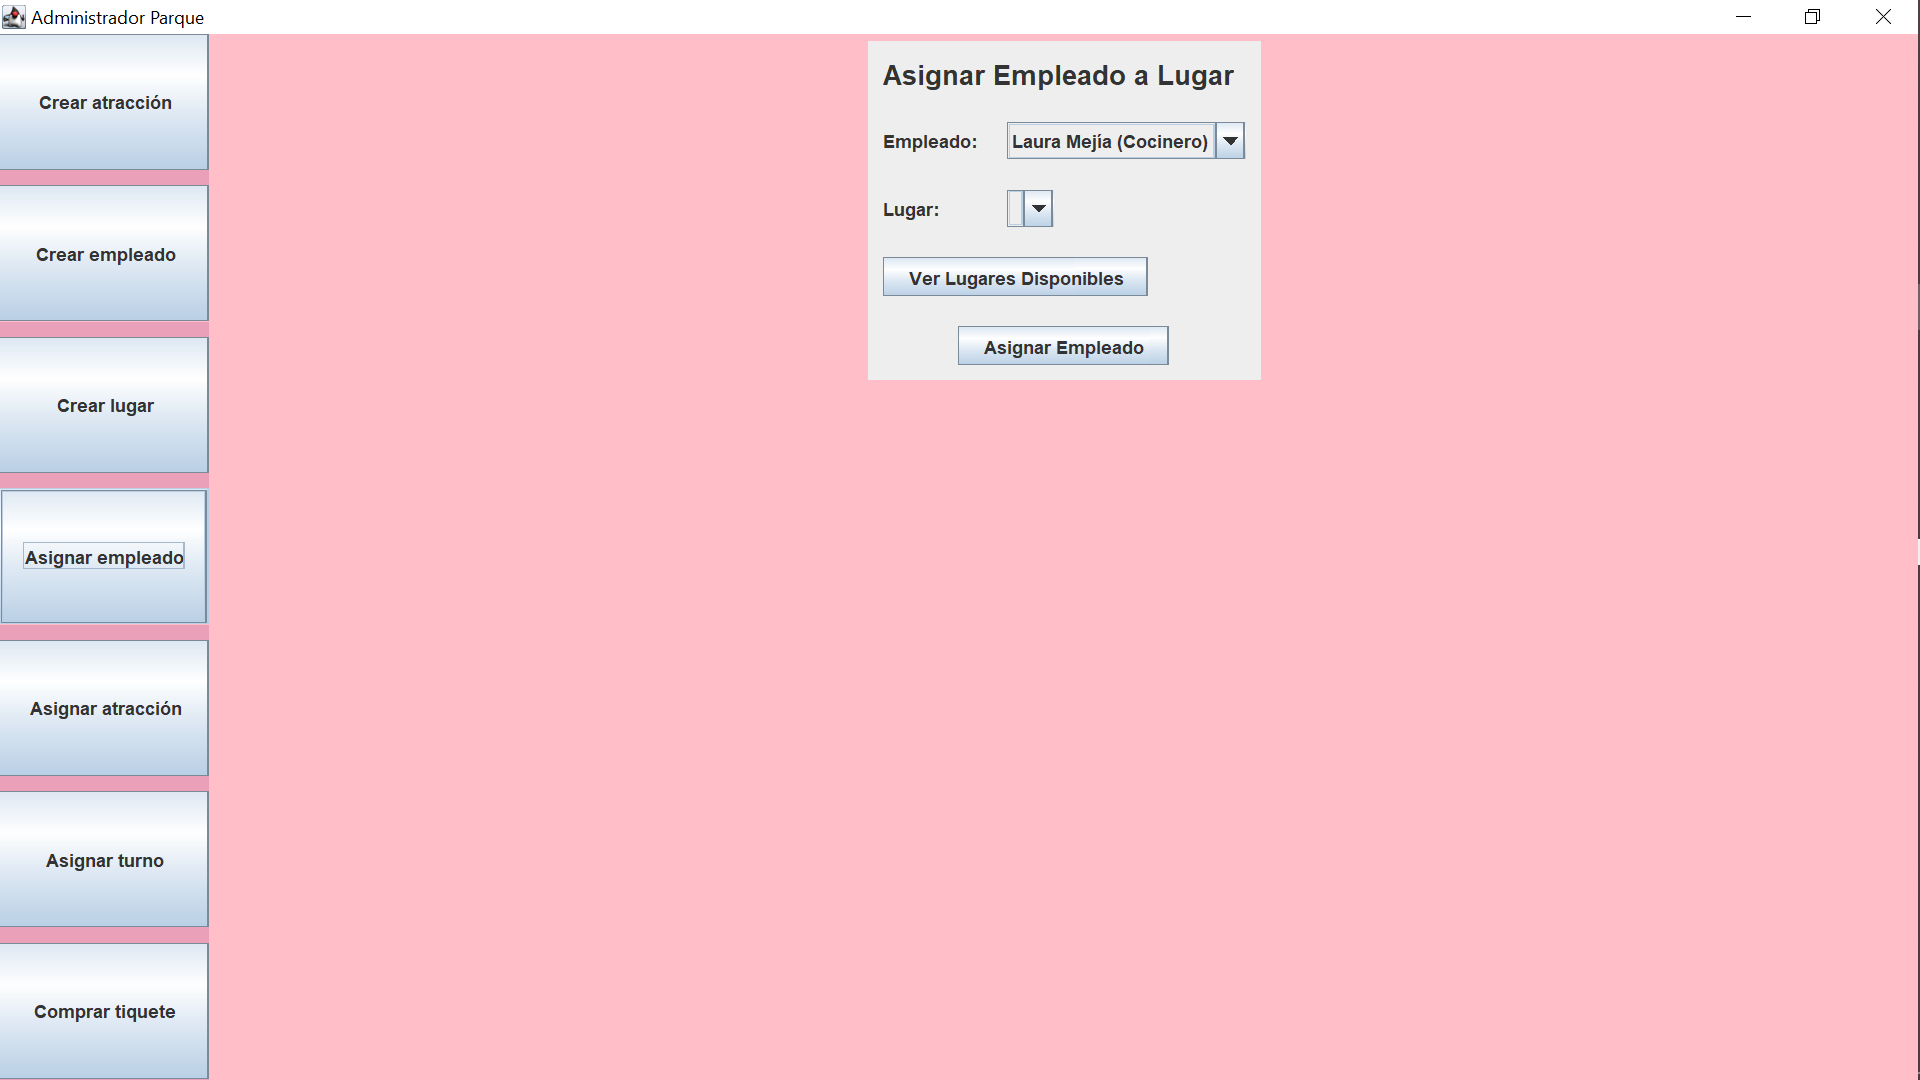 Administrador Parque
Crear atracción
Crear empleado
Crear lugar
Asignar empleado
Asignar atracción
Asignar turno
Comprar tiquete
Asignar Empleado a Lugar
Empleado: Laura Mejía (Cocinero)
Lugar:
Ver Lugares Disponibles
Asignar Empleado